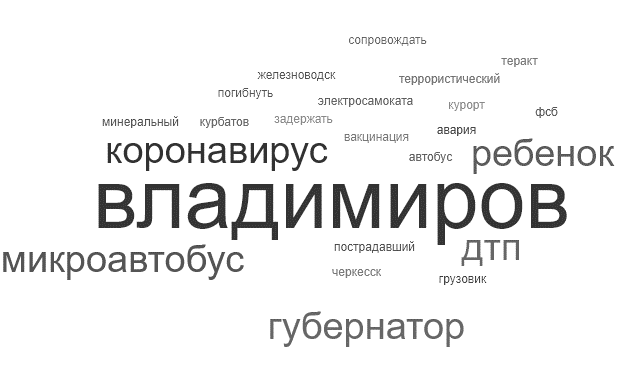 сопровождать
теракт
железноводск
террористический
погибнуть
электросамоката
курорт
фсб
минеральный
курбатов
задержать
вакцинация
авария
коронавирус
автобус
ребенок
владимиров
пострадавший
дтп
микроавтобус
черкесск
грузовик
губернатор